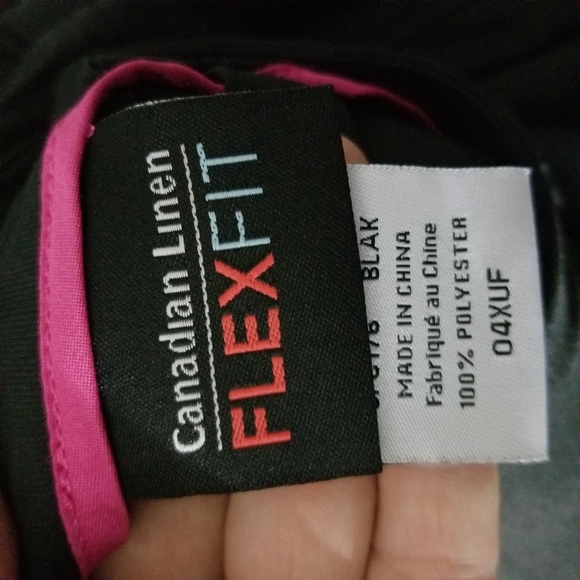 Canadian Linen
FLEXFIT
BLAK
MADE IN CHINA
Fabriqué au Chine
100% POLYESTER
04XUF